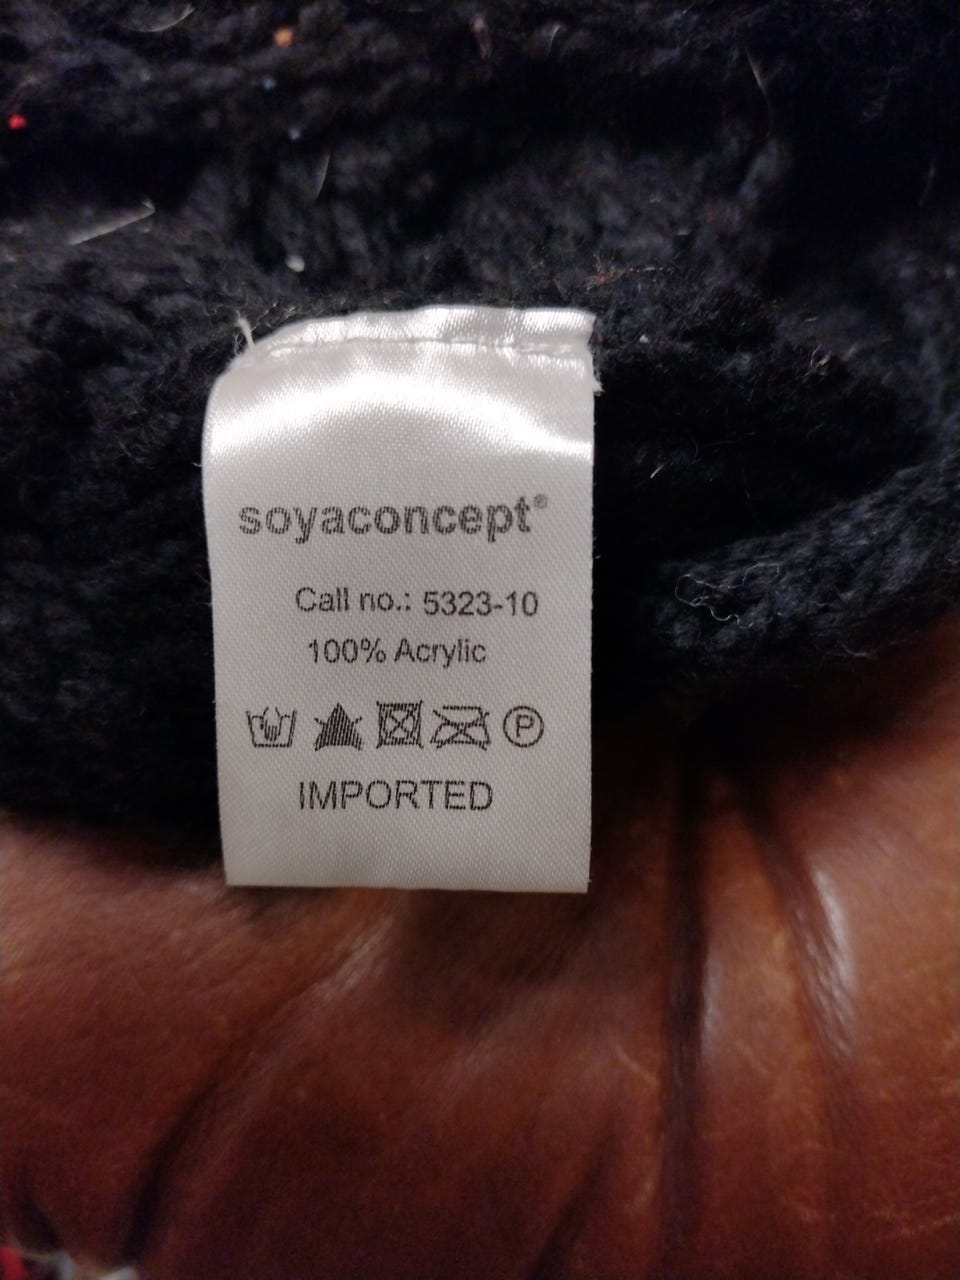 soyaconcept®
Call no.: 5323-10
100% Acrylic
P
IMPORTED